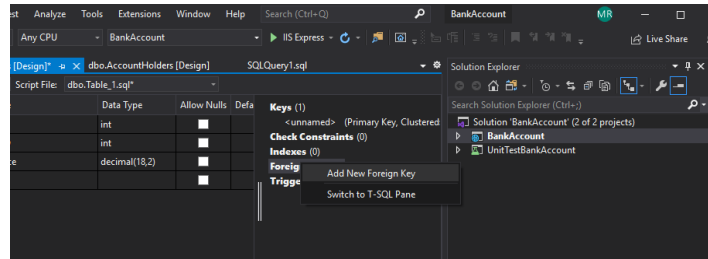 Analyze Tools Extensions Window Help Search (Ctrl+Q) BankAccount MR
Any CPU BankAccount IIS Express Live Share
[Design]* dbo.AccountHolders [Design] SQLQuery1.sql Solution Explorer
Script File: dbo.Table_1.sql*
Data Type Allow Nulls Defa Keys (1) Search Solution Explorer (Ctrl+;)
int <unnamed> (Primary Key, Clustered Solution 'BankAccount' (2 of 2 projects)
Check Constraints (0) BankAccount
int Indexes (0) UnitTestBankAccount
decimal(18,2) Foreig Add New Foreign Key
Trigge Switch to T-SQL Pane